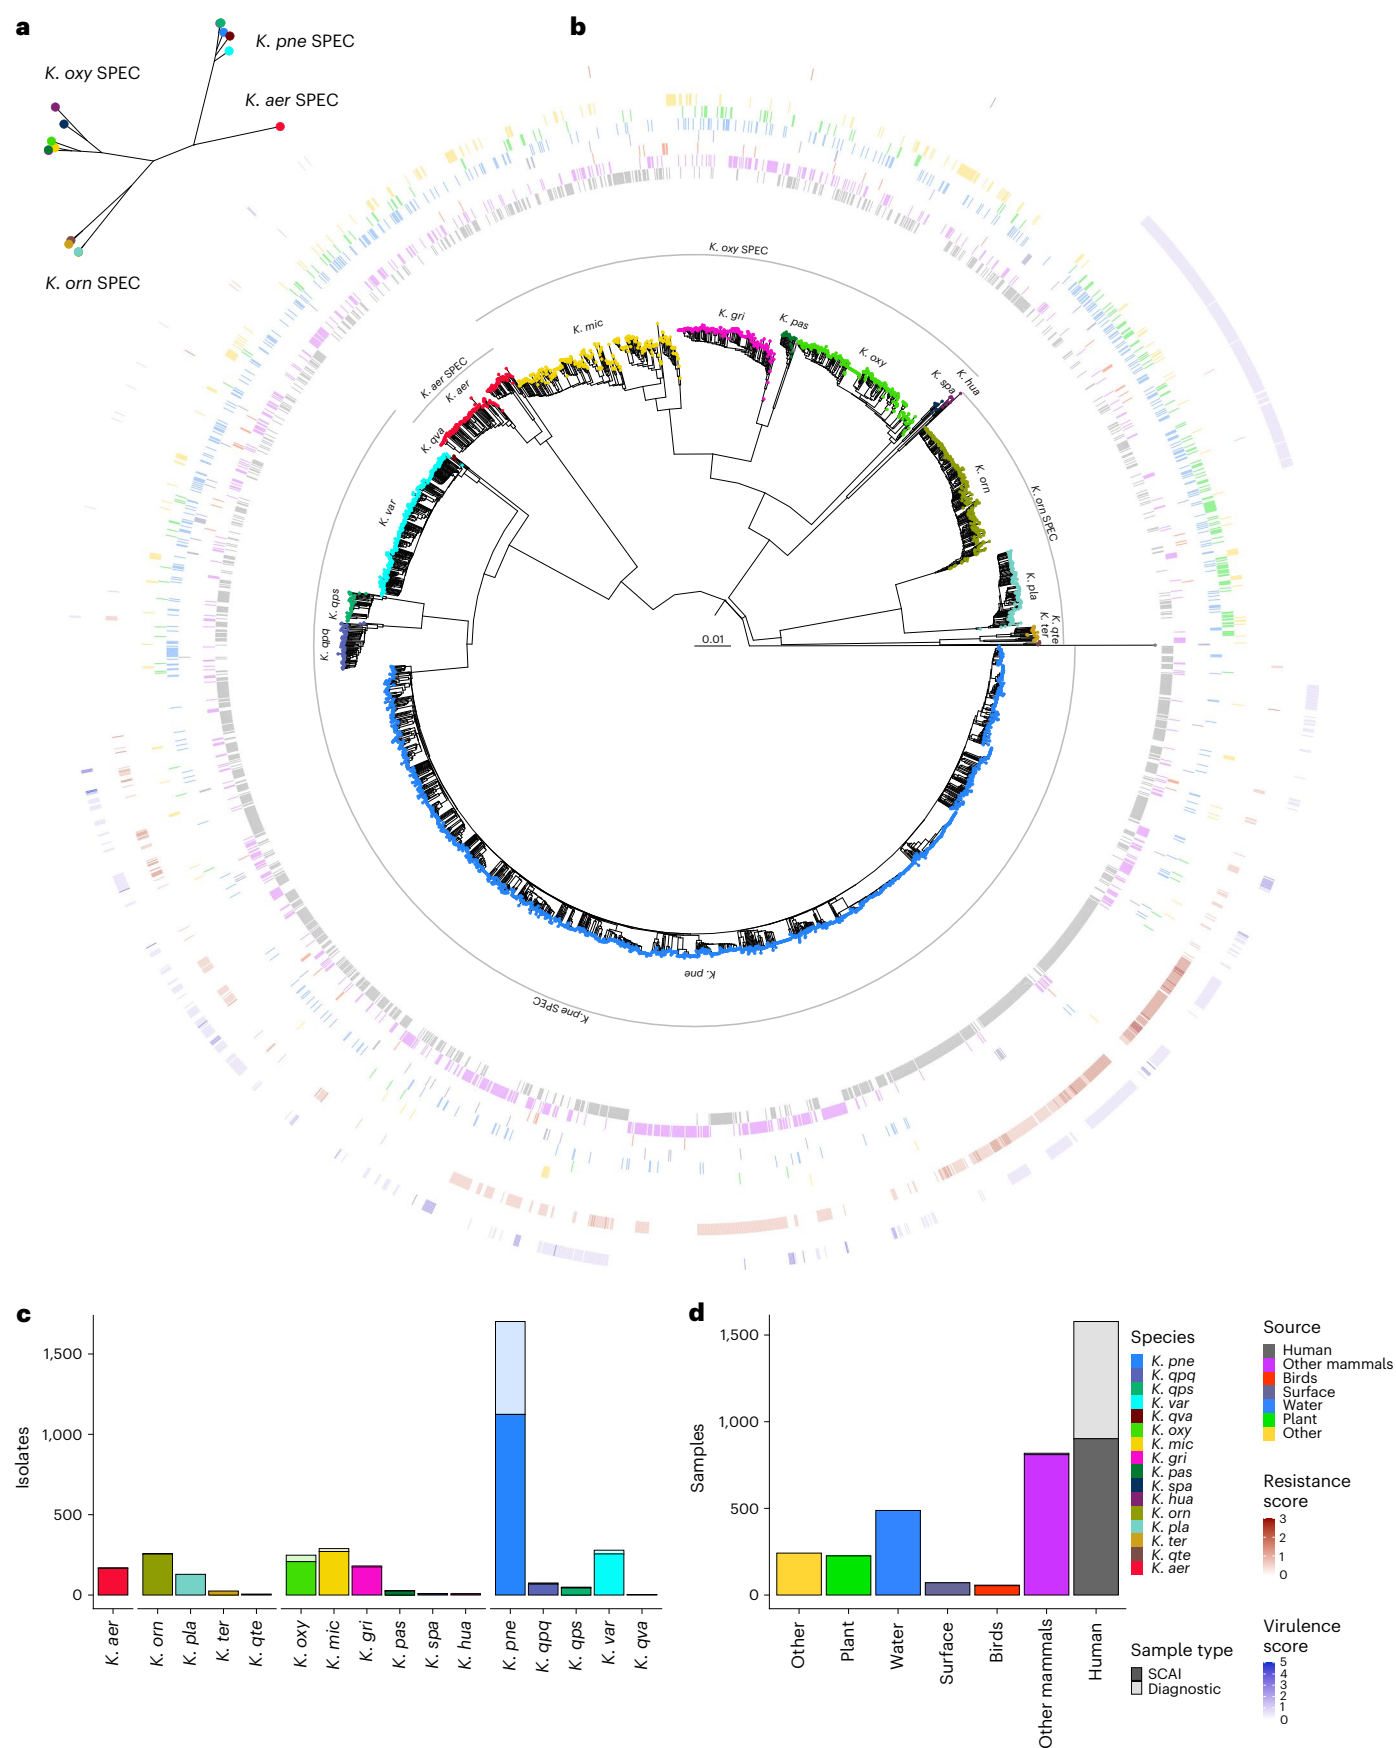 a
K. pne SPEC
K. oxy SPEC
K. aer SPEC
K. orn SPEC
b
K. oxy SPEC
K. mic
K. gri
K. pas
K. oxy
K. hua
K. spa
K. aer SPEC
K. aer
K. qva
K. var
K. orn
K. orn SPEC
K. pla
K. qps
K. qpq
K. qte
K. ter
0.01
K. pne
K.pne SPEC
c
Isolates
1,500
1,000
500
0
K. aer
K. orn
K. pla
K. ter
K. qte
K. oxy
K. mic
K. gri
K. pas
K. spa
K. hua
K. pne
K. qpq
K. qps
K. var
K. qva
d
Samples
1,500
1,000
500
0
Other
Plant
Water
Surface
Birds
Other mammals
Human
Species
K. pne
K. qpq
K. qps
K. var
K. qva
K. oxy
K. mic
K. gri
K. pas
K. spa
K. hua
K. orn
K. pla
K. ter
K. qte
K. aer
Sample type
SCAI
Diagnostic
Source
Human
Other mammals
Birds
Surface
Water
Plant
Other
Resistance
score
3
2
1
0
Virulence
score
5
4
3
2
1
0